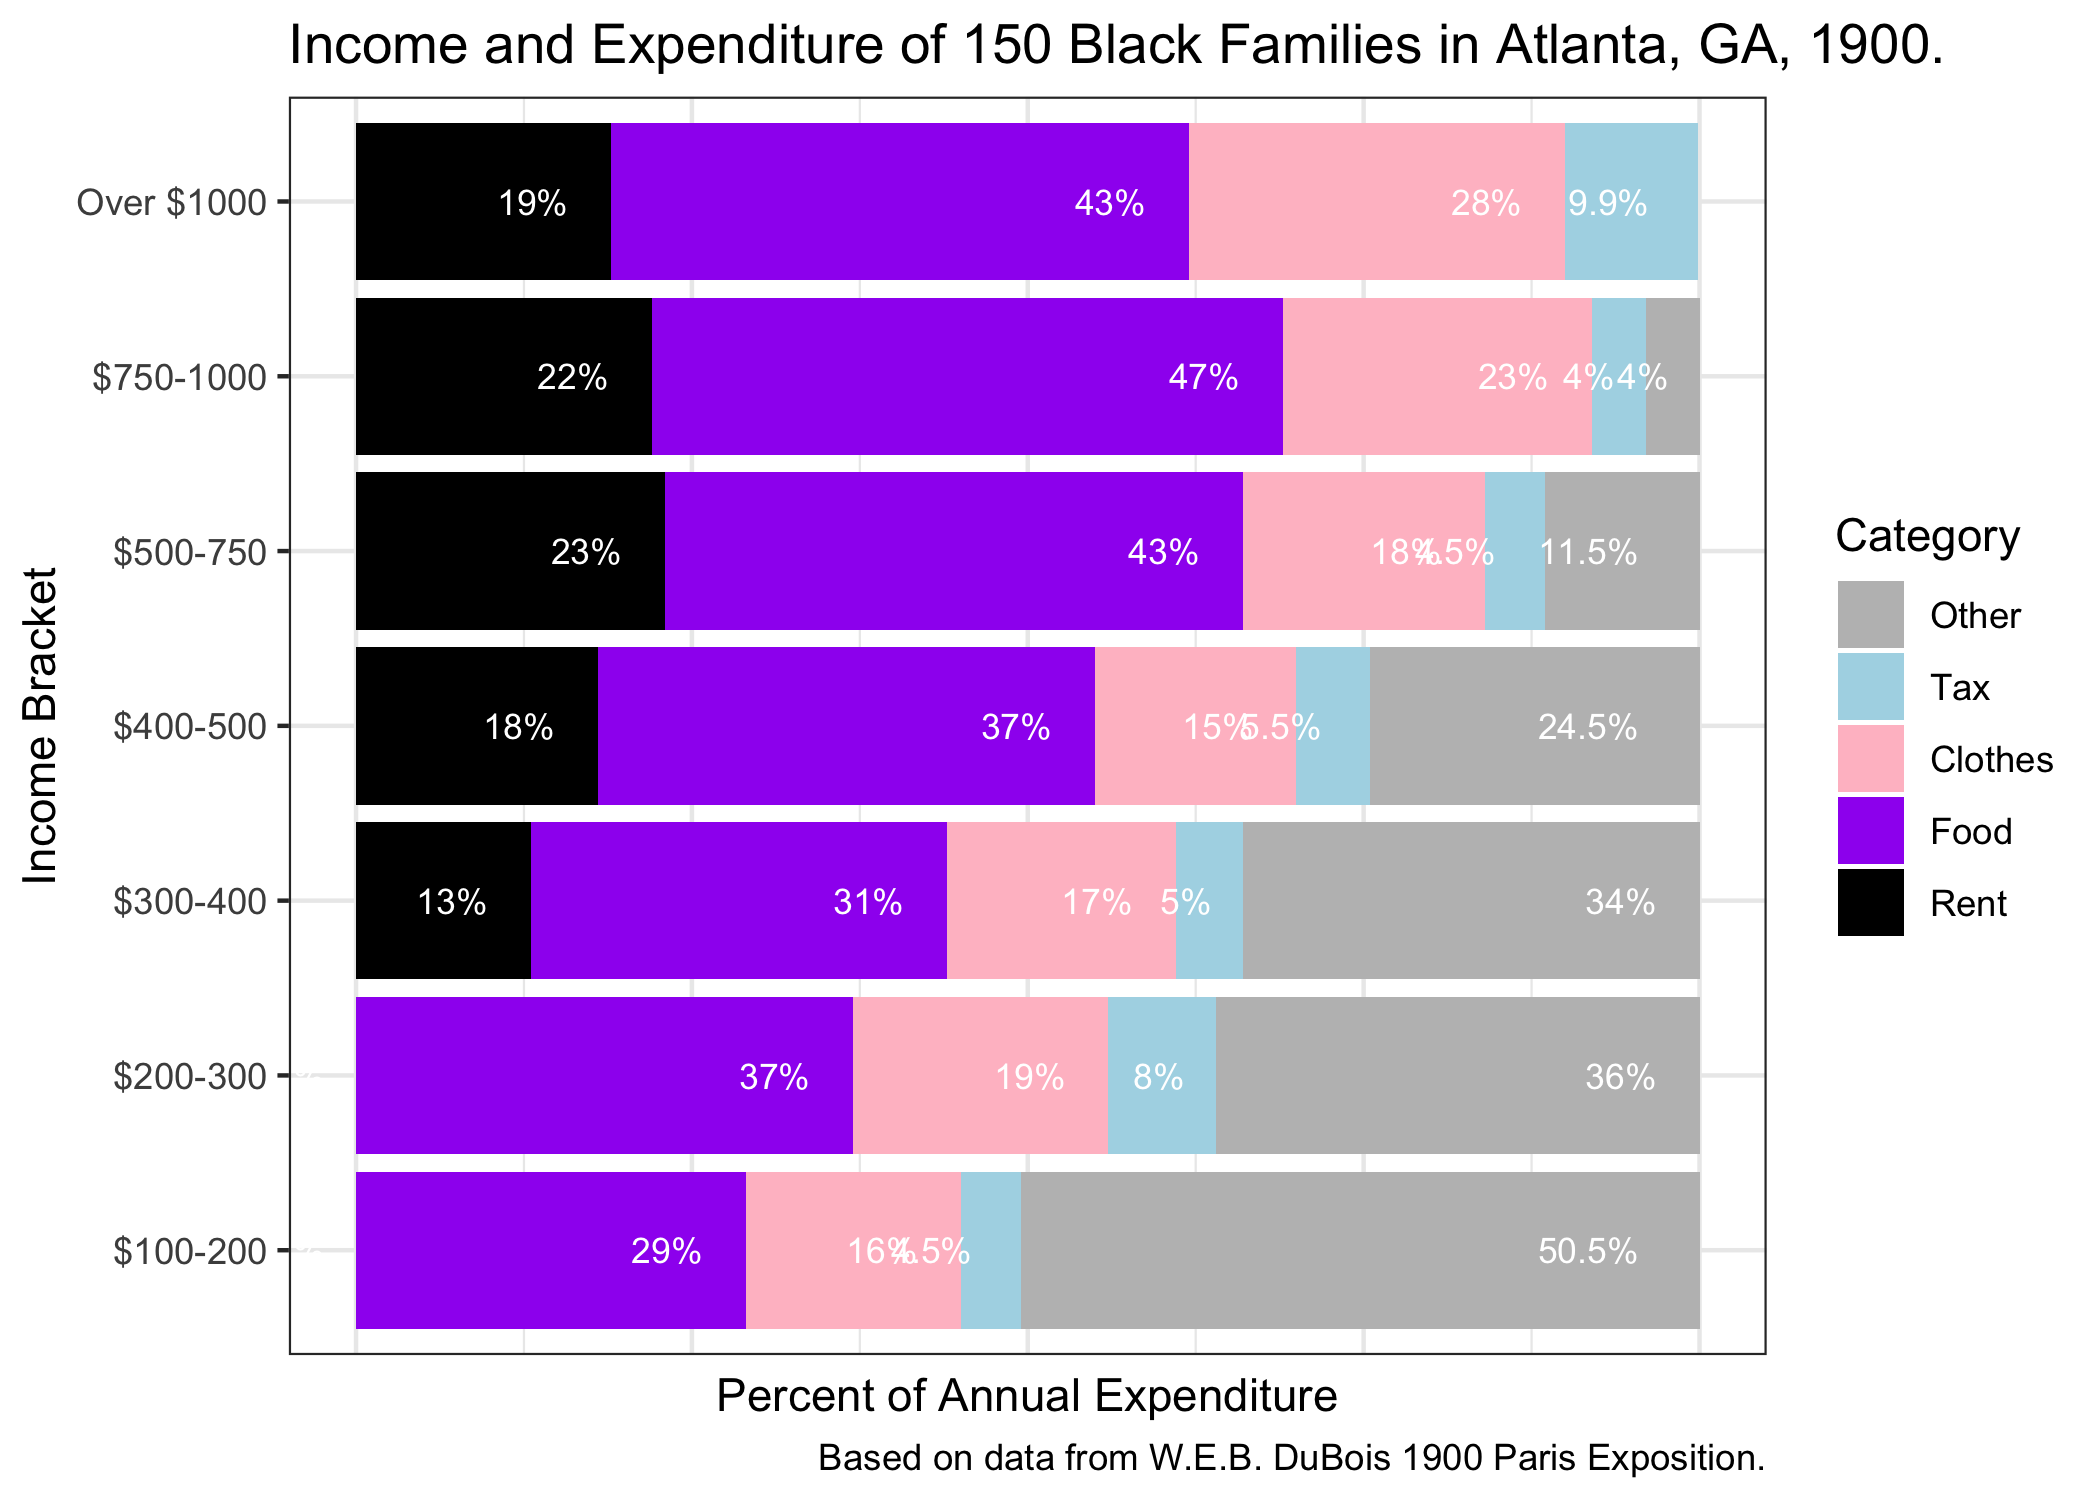 Income and Expenditure of 150 Black Families in Atlanta, GA, 1900.
Over $1000 19% 43% 28% 9.9%
$750-1000 22% 47% 23% 4% 4%
$500-750 23% 43% 18% 4.5% 11.5%
$400-500 18% 37% 15% 5.5% 24.5%
$300-400 13% 31% 17% 5% 34%
$200-300 37% 19% 8% 36%
$100-200 29% 16% 4.5% 50.5%
Income Bracket
Percent of Annual Expenditure
Based on data from W.E.B. DuBois 1900 Paris Exposition.
Category
Other
Tax
Clothes
Food
Rent